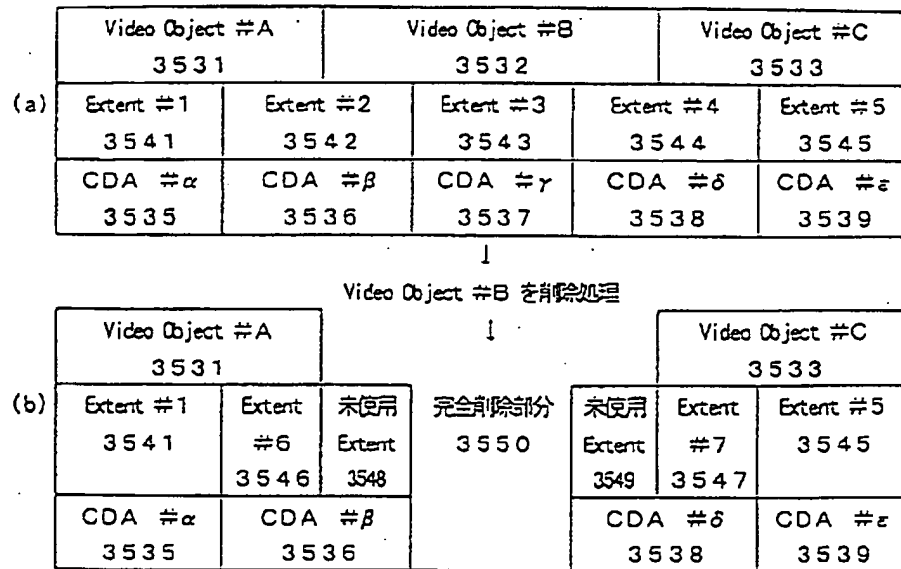 Video Object #A Video Object #B Video Object #C
3531 3532 3533
(a) Extent #1 Extent #2 Extent #3 Extent #4 Extent #5
3541 3542 3543 3544 3545
CDA #α CDA #β CDA #γ CDA #δ CDA #ε
3535 3536 3537 3538 3539
↓
Video Object #B を削除処理
↓
Video Object #A Video Object #C
3531 3533
(b) Extent #1 Extent 未使用 完全削除部分 未使用 Extent Extent #5
3541 #6 Extent 3550 Extent #7 3545
3546 3548 3549 3547
CDA #α CDA #β CDA #δ CDA #ε
3535 3536 3538 3539